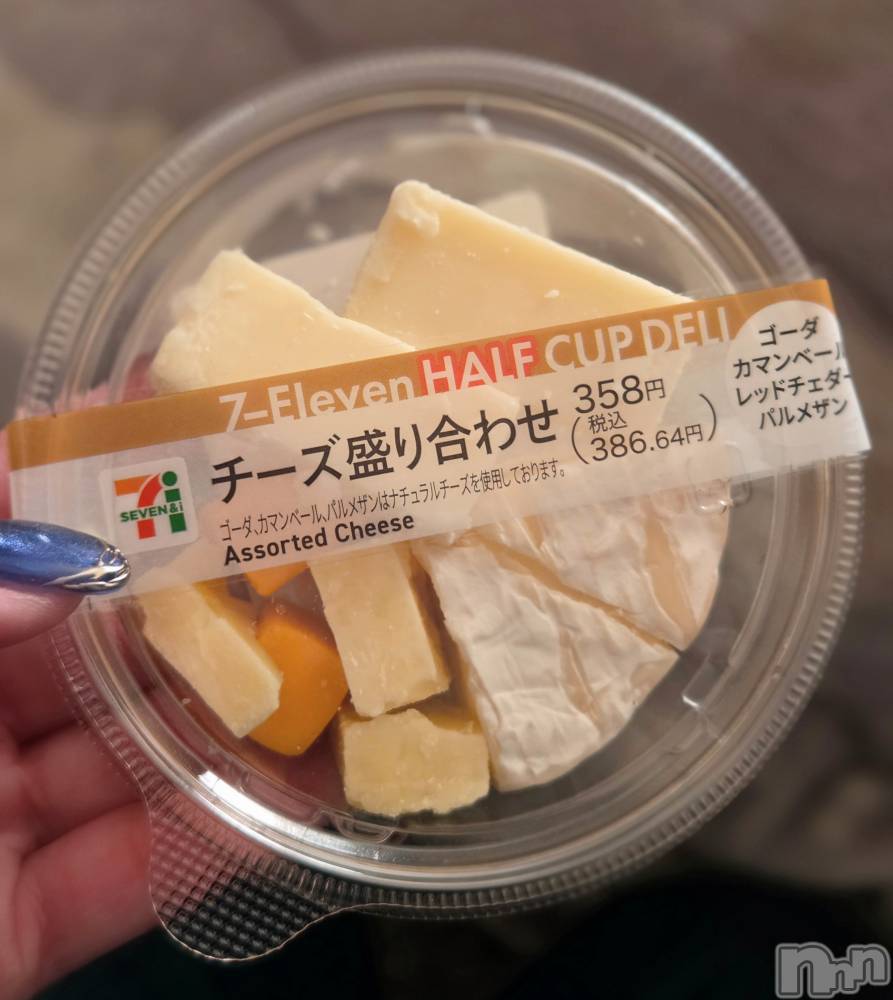 7-Eleven HALF CUP DELI
チーズ盛り合わせ
358円
(税込
386.64円)
ゴーダ、カマンベール、パルメザンはナチュラルチーズを使用しております。
Assorted Cheese
SEVEN&i
ゴーダ
カマンベール
レッドチェダー
パルメザン
nnn